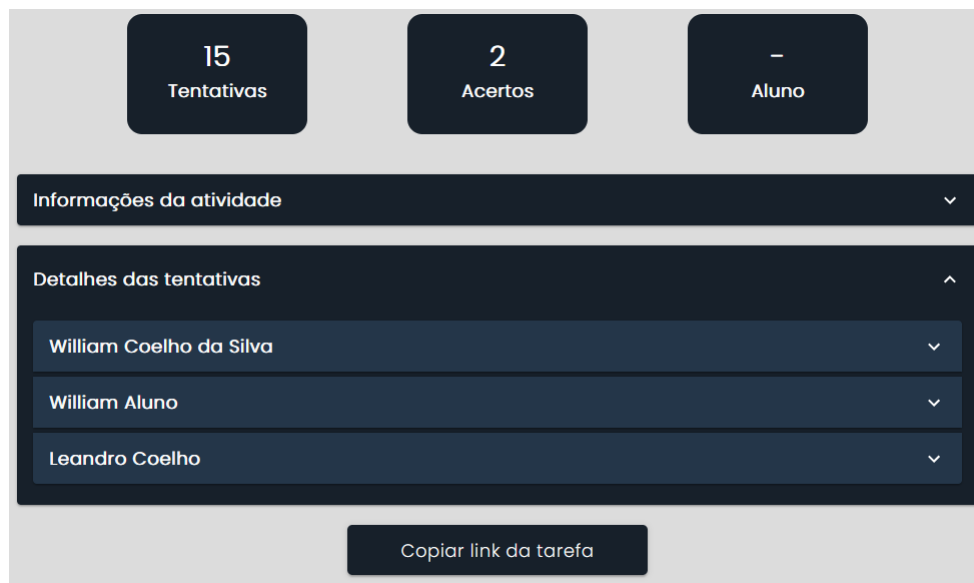 15
Tentativas
2
Acertos
-
Aluno
Informações da atividade
Detalhes das tentativas
William Coelho da Silva
William Aluno
Leandro Coelho
Copiar link da tarefa